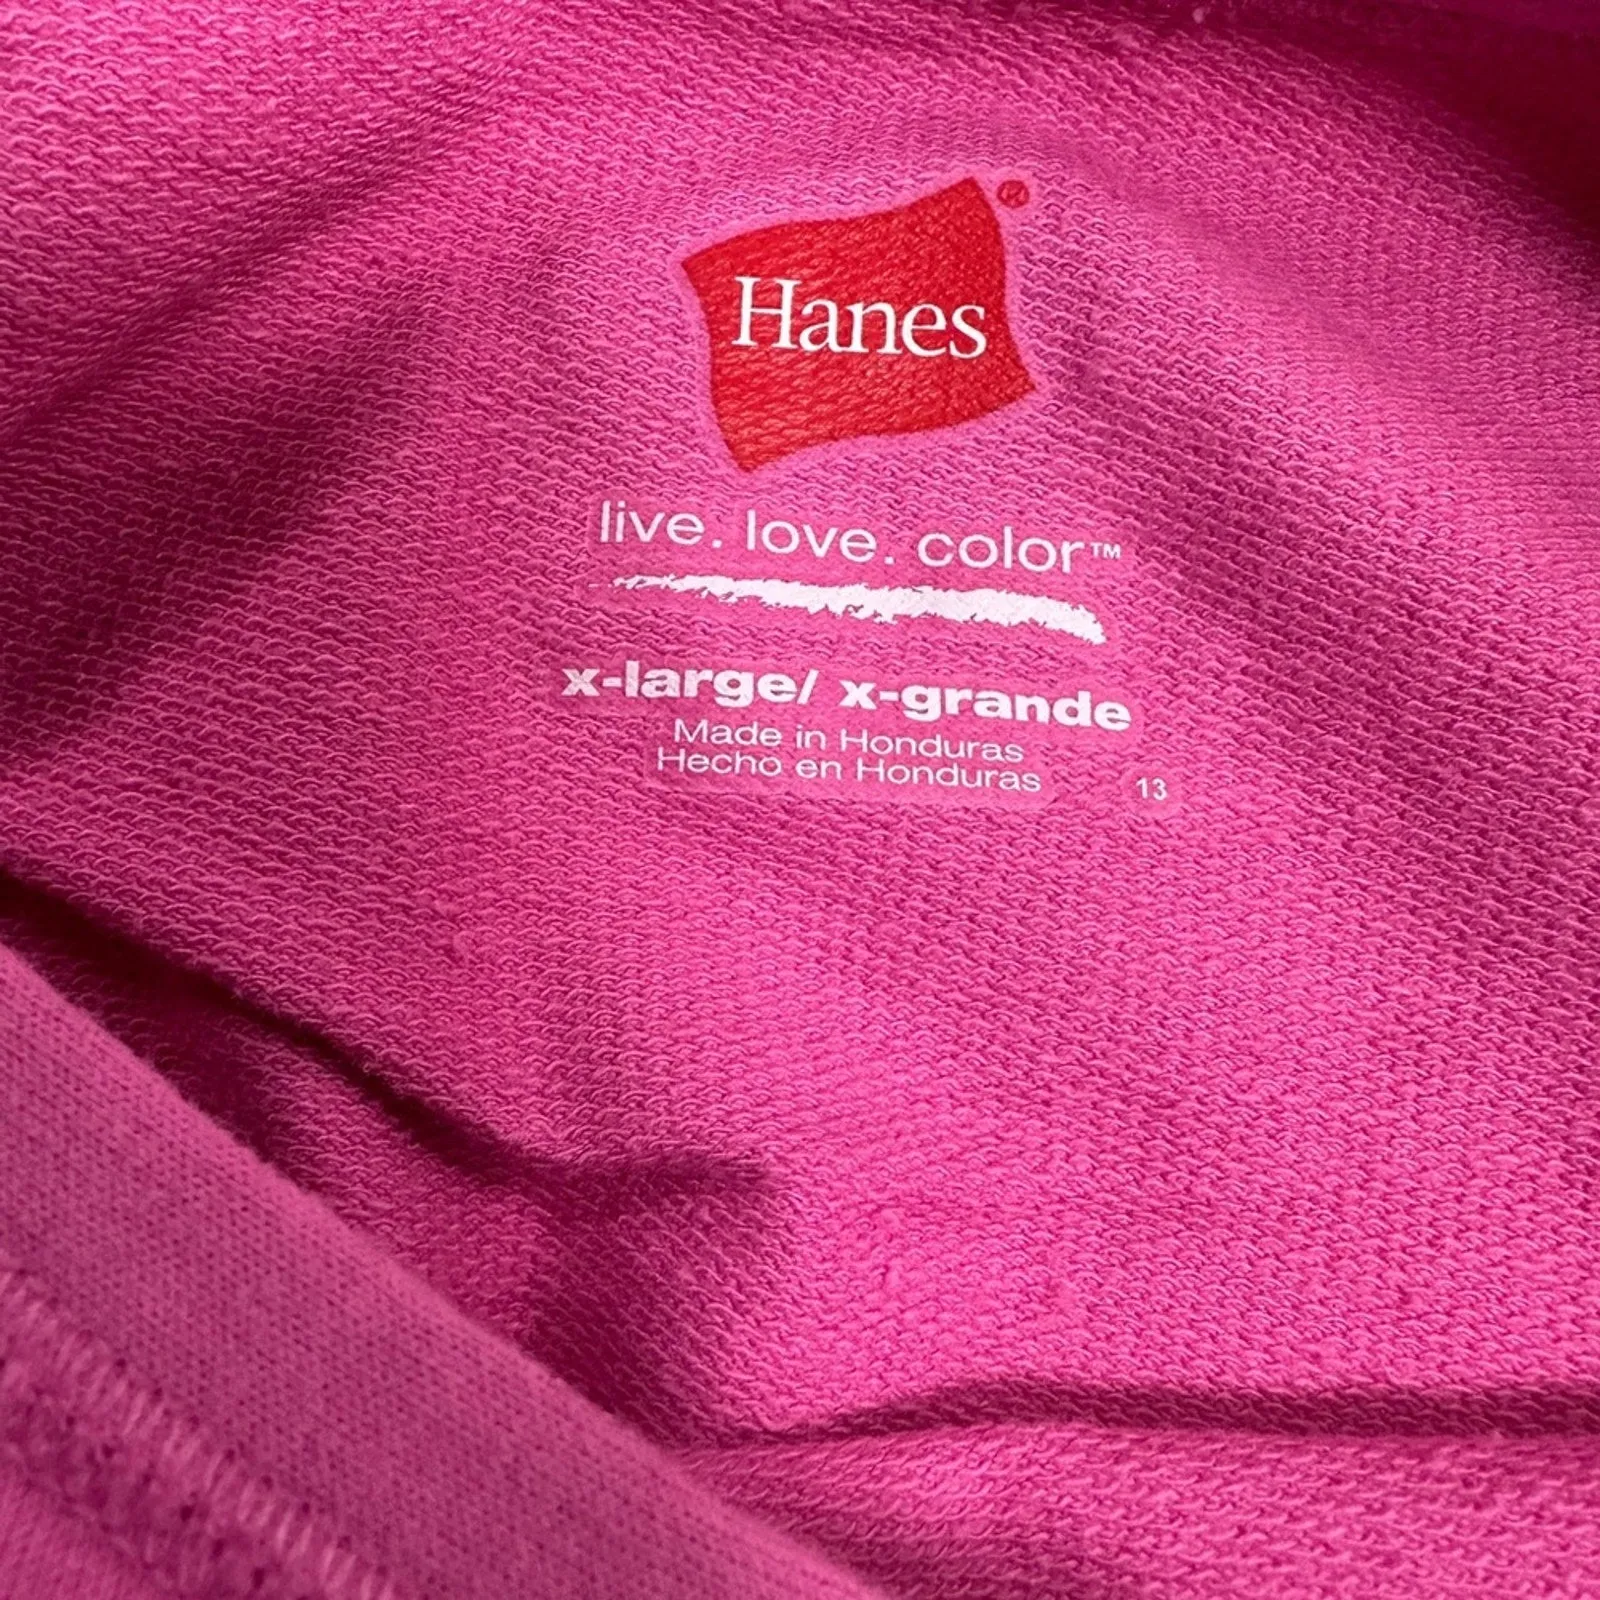 Hanes®
live. love. color™
x-large/ x-grande
Made in Honduras
Hecho en Honduras
13